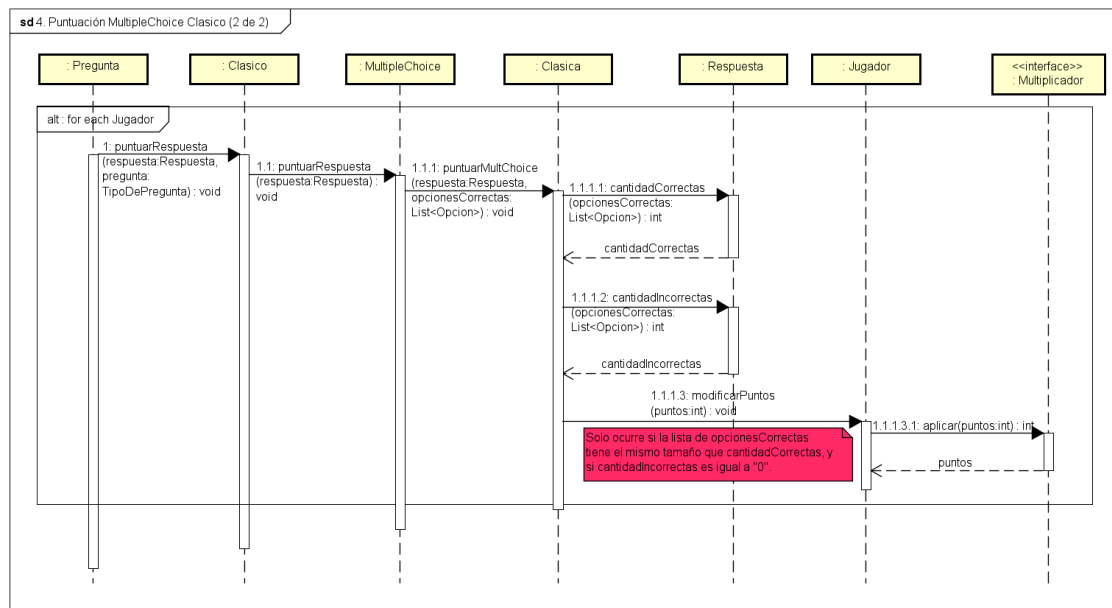 sd 4. Puntuación MultipleChoice Clasico (2 de 2)
: Pregunta
: Clasico
: MultipleChoice
: Clasica
: Respuesta
: Jugador
<<interface>>
: Multiplicador
alt : for each Jugador
1: puntuarRespuesta
(respuesta:Respuesta,
pregunta:
TipoDePregunta) : void
1.1: puntuarRespuesta
(respuesta:Respuesta) :
void
1.1.1: puntuarMultChoice
(respuesta:Respuesta,
opcionesCorrectas:
List<Opcion>) : void
1.1.1.1: cantidadCorrectas
(opcionesCorrectas:
List<Opcion>) : int
cantidadCorrectas
1.1.1.2: cantidadIncorrectas
(opcionesCorrectas:
List<Opcion>) : int
cantidadIncorrectas
1.1.1.3: modificarPuntos
(puntos:int) : void
Solo ocurre si la lista de opcionesCorrectas
tiene el mismo tamaño que cantidadCorrectas, y
si cantidadIncorrectas es igual a "0".
1.1.1.3.1: aplicar(puntos:int) : int
puntos